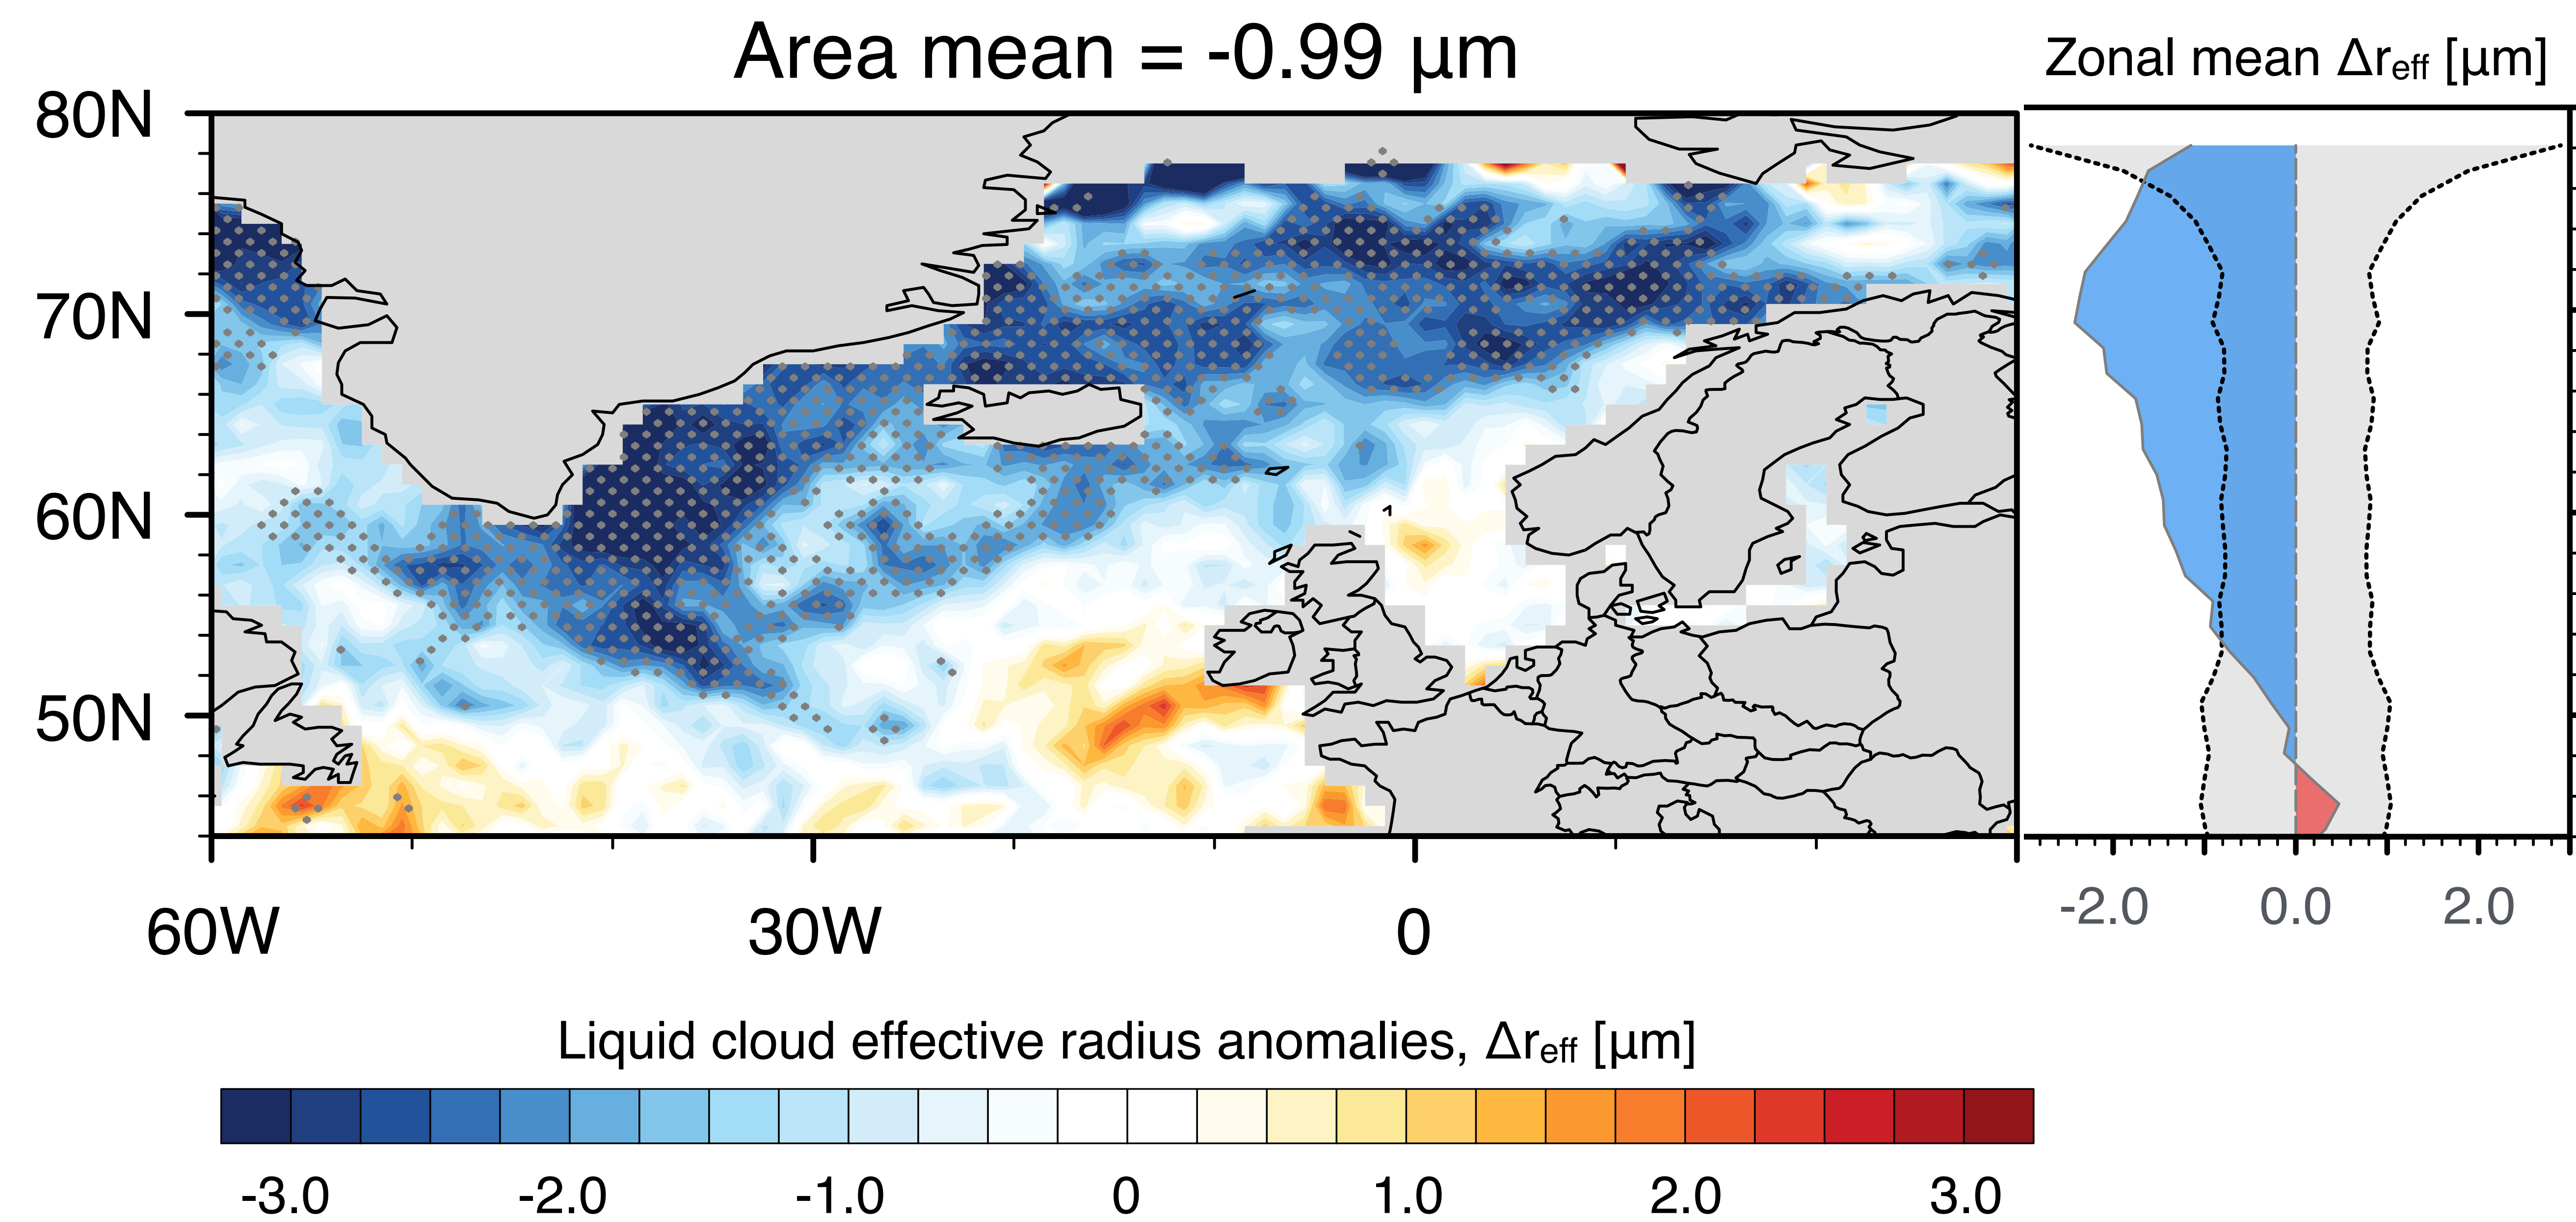 Area mean = -0.99 µm
Zonal mean Δreff [µm]
80N
70N
60N
50N
60W 30W 0
-2.0 0.0 2.0
Liquid cloud effective radius anomalies, Δreff [µm]
-3.0 -2.0 -1.0 0 1.0 2.0 3.0